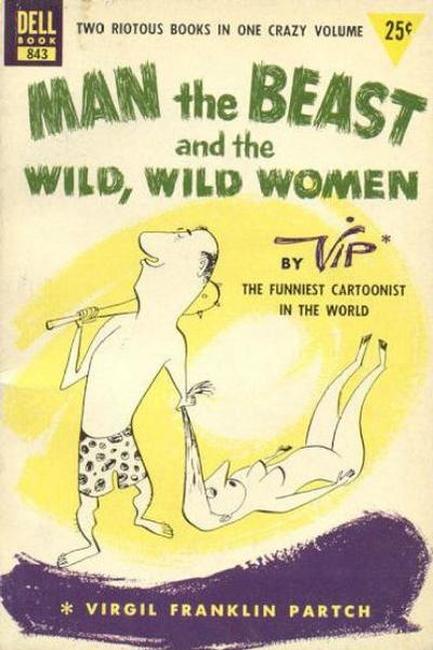 DELL
BOOK
843
TWO RIOTOUS BOOKS IN ONE CRAZY VOLUME
25¢
MAN the BEAST
and the
WILD, WILD WOMEN
BY VIP*
THE FUNNIEST CARTOONIST
IN THE WORLD
* VIRGIL FRANKLIN PARTCH